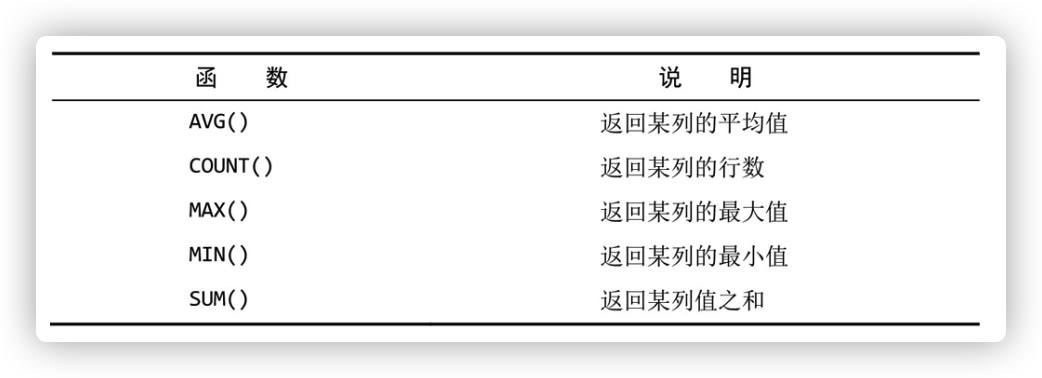 函 数 说 明
AVG() 返回某列的平均值
COUNT() 返回某列的行数
MAX() 返回某列的最大值
MIN() 返回某列的最小值
SUM() 返回某列值之和